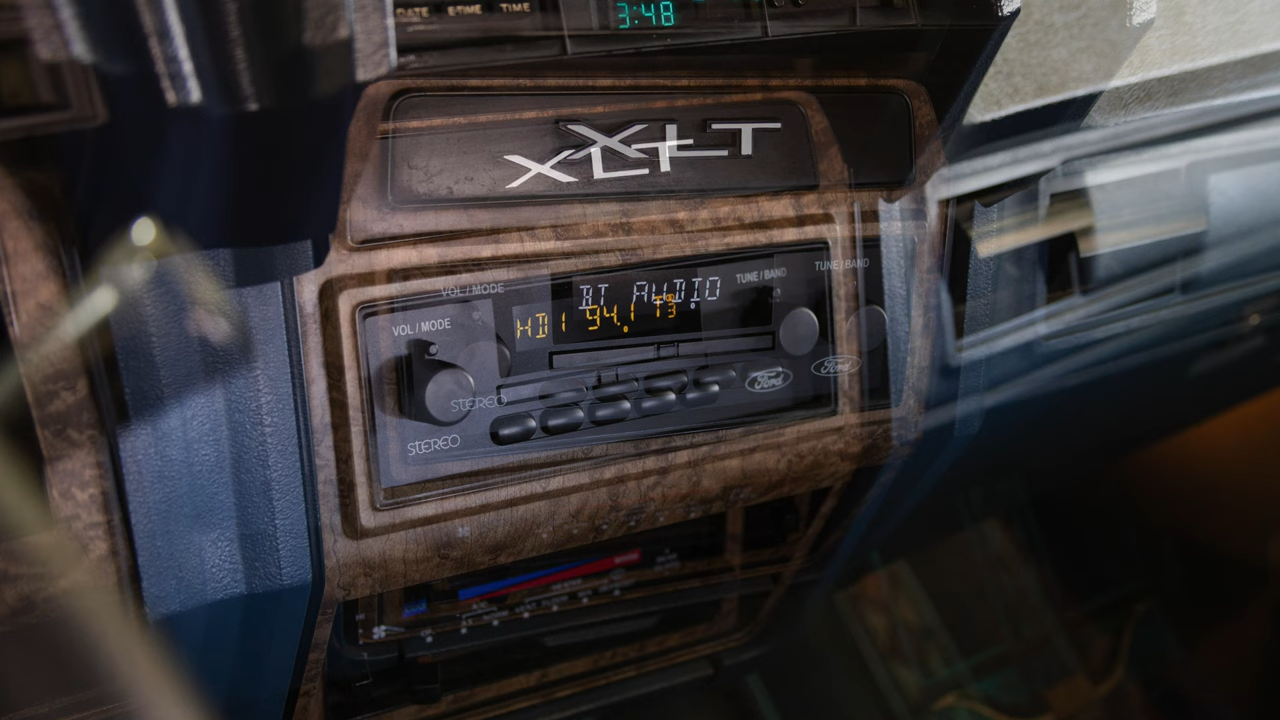 DATE E-TIME TIME
3:48
XLT
XLT
VOL / MODE
TUNE / BAND
TUNE / BAND
VOL / MODE
BT AUDIO
HD1 94.1
STEREO
STEREO
Ford
Ford